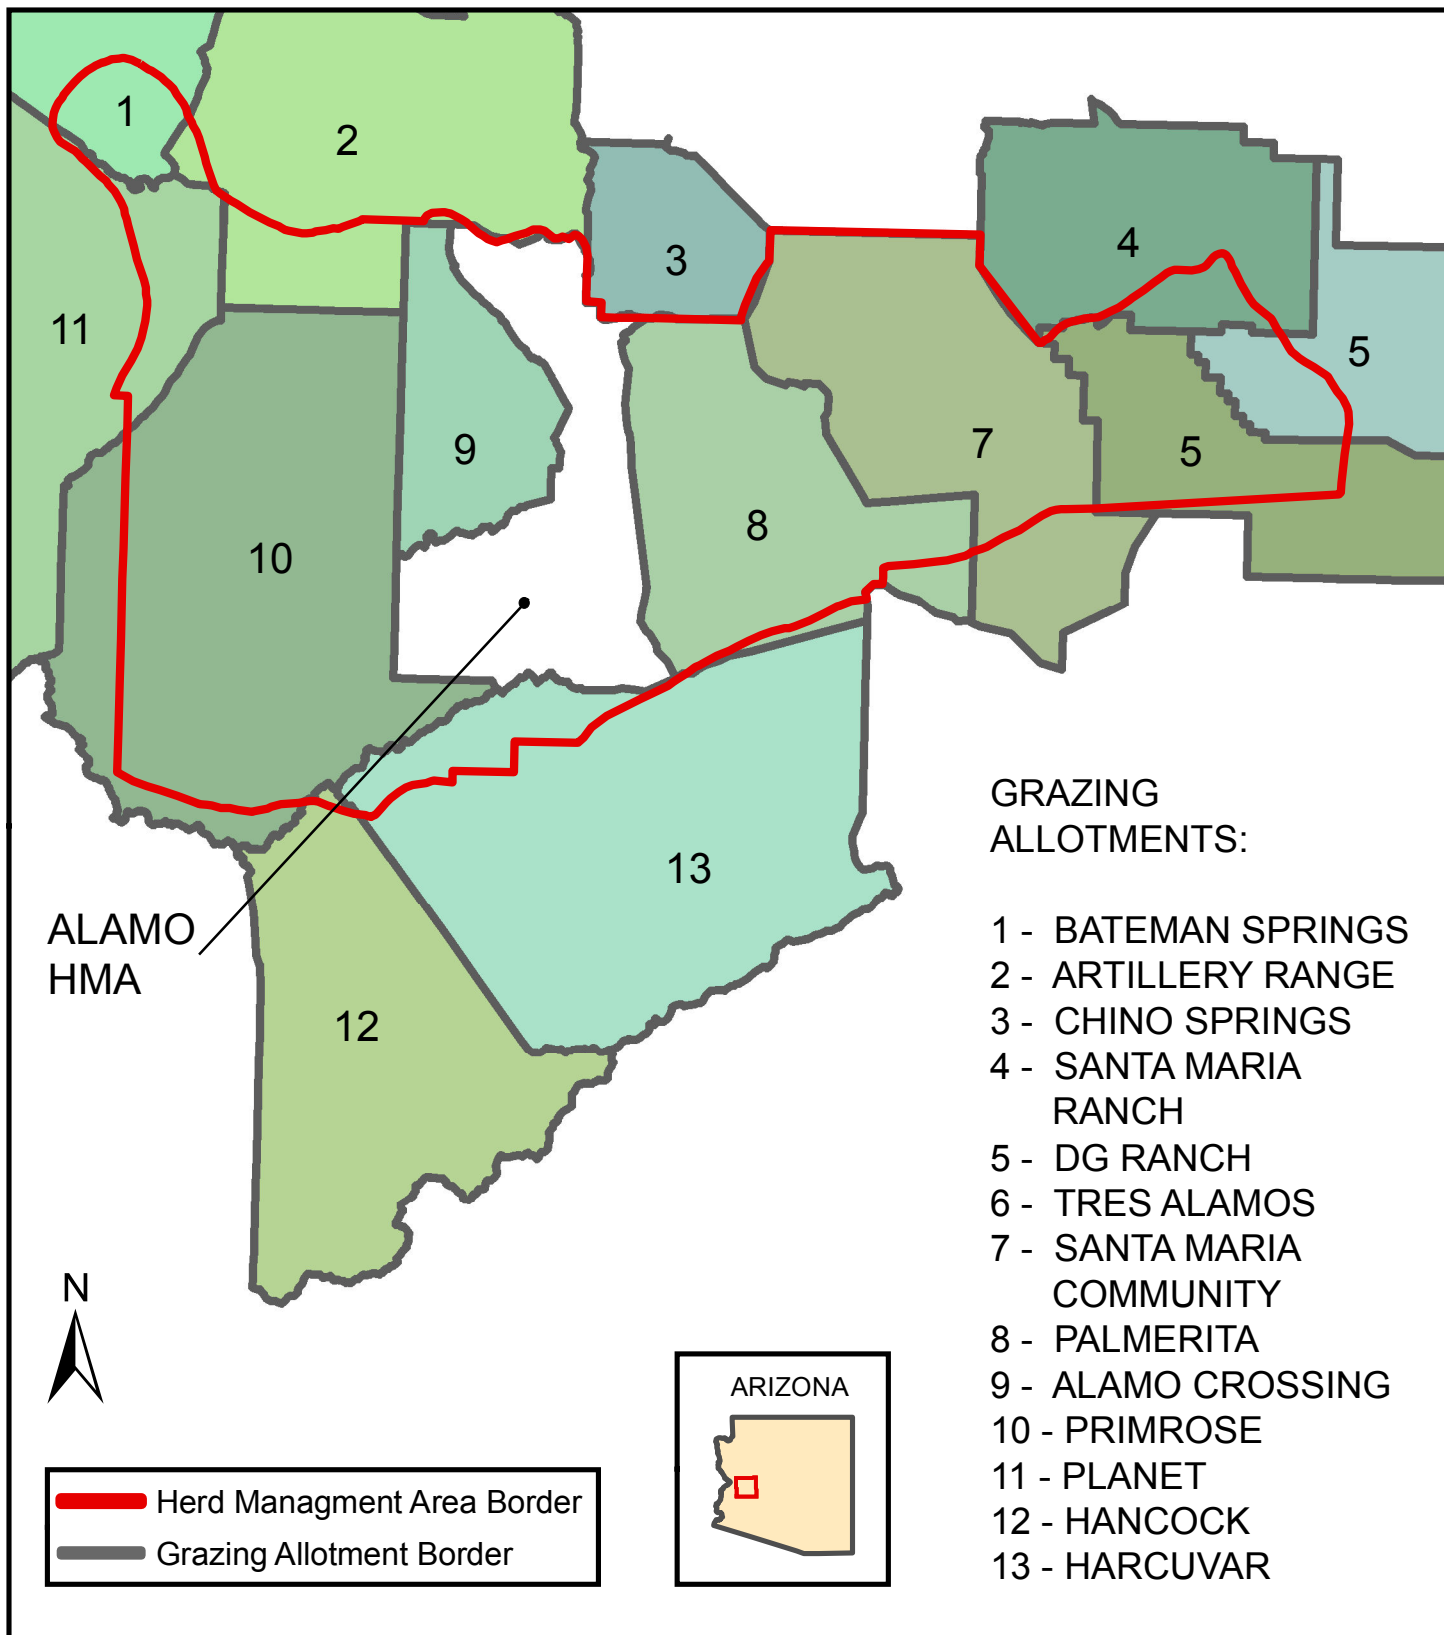 1
2
3
4
5
11
9
7
5
8
10
13
12
ALAMO
HMA
GRAZING
ALLOTMENTS:
1 - BATEMAN SPRINGS
2 - ARTILLERY RANGE
3 - CHINO SPRINGS
4 - SANTA MARIA
RANCH
5 - DG RANCH
6 - TRES ALAMOS
7 - SANTA MARIA
COMMUNITY
8 - PALMERITA
9 - ALAMO CROSSING
10 - PRIMROSE
11 - PLANET
12 - HANCOCK
13 - HARCUVAR
N
ARIZONA
Herd Managment Area Border
Grazing Allotment Border